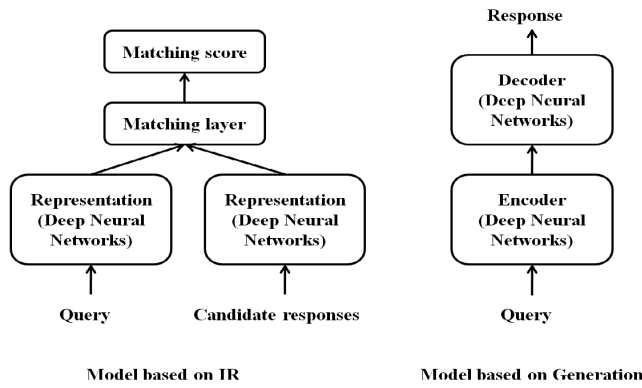 Matching score
Matching layer
Representation
(Deep Neural
Networks)
Representation
(Deep Neural
Networks)
Query
Candidate responses
Model based on IR
Response
Decoder
(Deep Neural
Networks)
Encoder
(Deep Neural
Networks)
Query
Model based on Generation